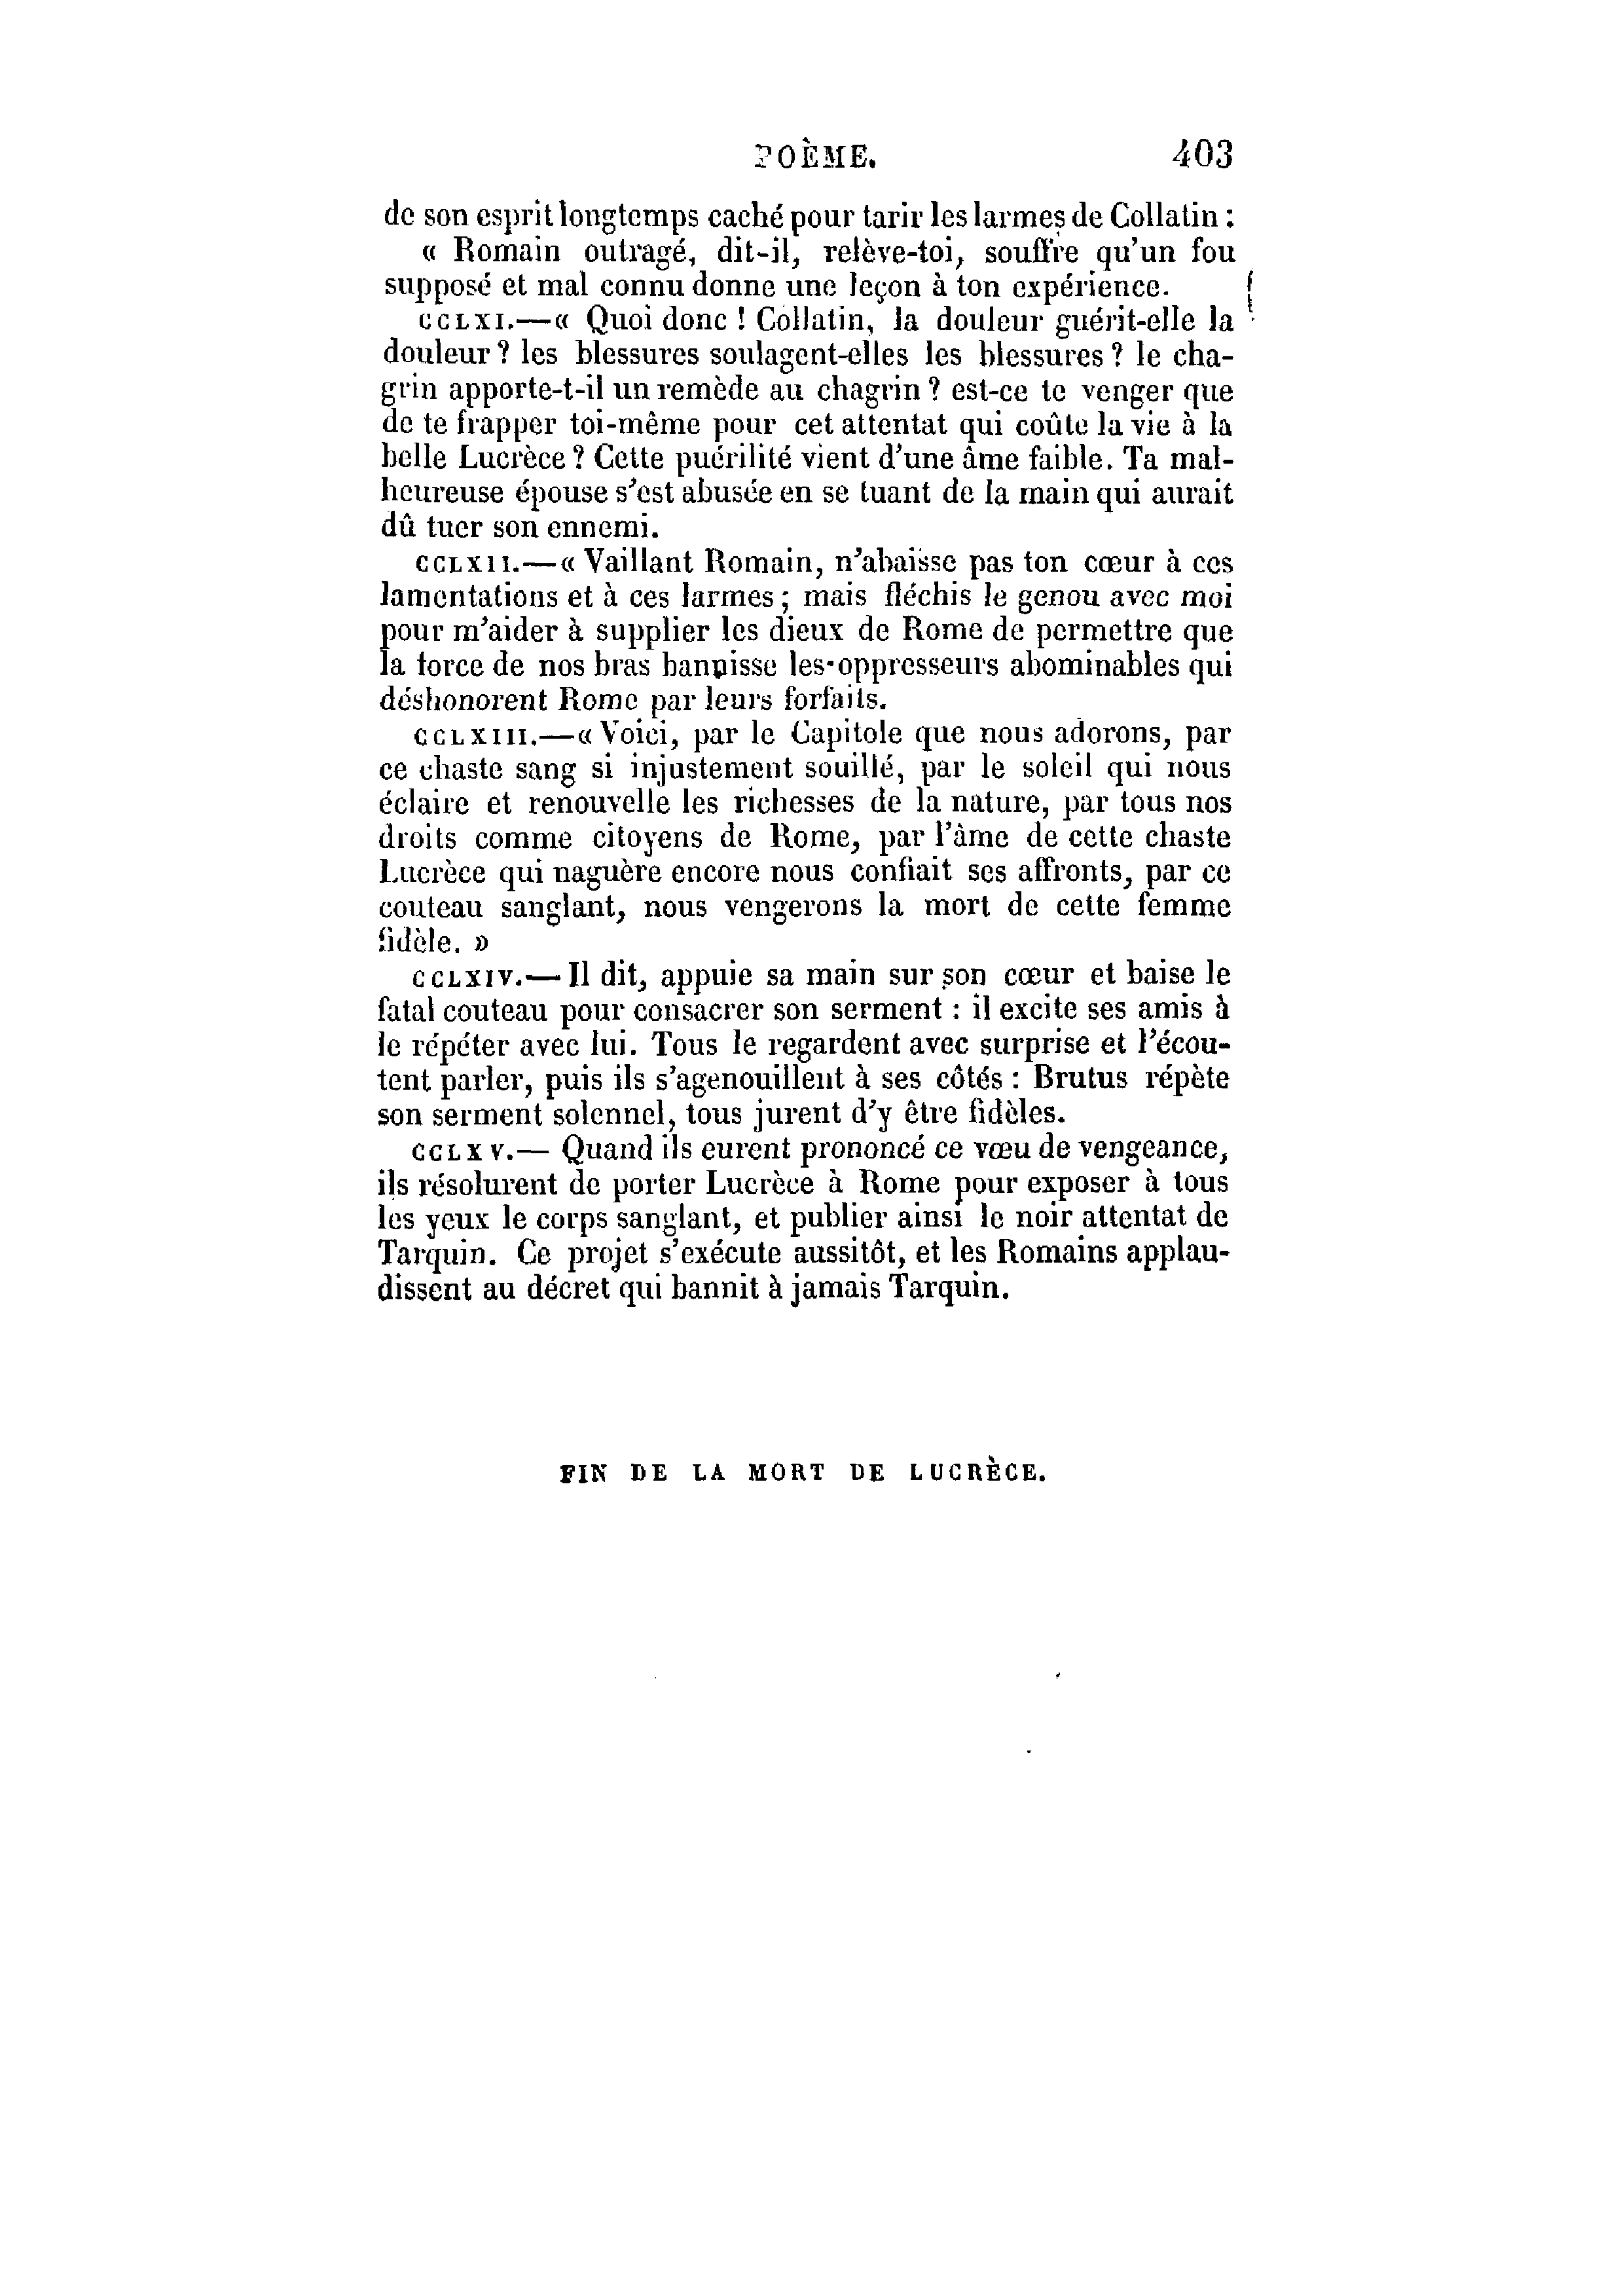 POÈME. 403
de son esprit longtemps caché pour tarir les larmes de Collatin :
« Romain outragé, dit-il, relève-toi, souffre qu'un fou
supposé et mal connu donne une leçon à ton expérience.
CCLXI.—« Quoi donc ! Collatin, la douleur guérit-elle la
douleur ? les blessures soulagent-elles les blessures ? le cha-
grin apporte-t-il un remède au chagrin ? est-ce te venger que
de te frapper toi-même pour cet attentat qui coûte la vie à la
belle Lucrèce ? Cette puérilité vient d'une âme faible. Ta mal-
heureuse épouse s'est abusée en se tuant de la main qui aurait
dû tuer son ennemi.
CCLXII.—« Vaillant Romain, n'abaisse pas ton cœur à ces
lamentations et à ces larmes ; mais fléchis le genou avec moi
pour m'aider à supplier les dieux de Rome de permettre que
la force de nos bras bannisse les oppresseurs abominables qui
déshonorent Rome par leurs forfaits.
CCLXIII.—« Voici, par le Capitole que nous adorons, par
ce chaste sang si injustement souillé, par le soleil qui nous
éclaire et renouvelle les richesses de la nature, par tous nos
droits comme citoyens de Rome, par l'âme de cette chaste
Lucrèce qui naguère encore nous confiait ses affronts, par ce
couteau sanglant, nous vengerons la mort de cette femme
fidèle. »
CCLXIV.— Il dit, appuie sa main sur son cœur et baise le
fatal couteau pour consacrer son serment : il excite ses amis à
le répéter avec lui. Tous le regardent avec surprise et l'écou-
tent parler, puis ils s'agenouillent à ses côtés : Brutus répète
son serment solennel, tous jurent d'y être fidèles.
CCLXV.— Quand ils eurent prononcé ce vœu de vengeance,
ils résolurent de porter Lucrèce à Rome pour exposer à tous
les yeux le corps sanglant, et publier ainsi le noir attentat de
Tarquin. Ce projet s'exécute aussitôt, et les Romains applau-
dissent au décret qui bannit à jamais Tarquin.
FIN DE LA MORT DE LUCRÈCE.